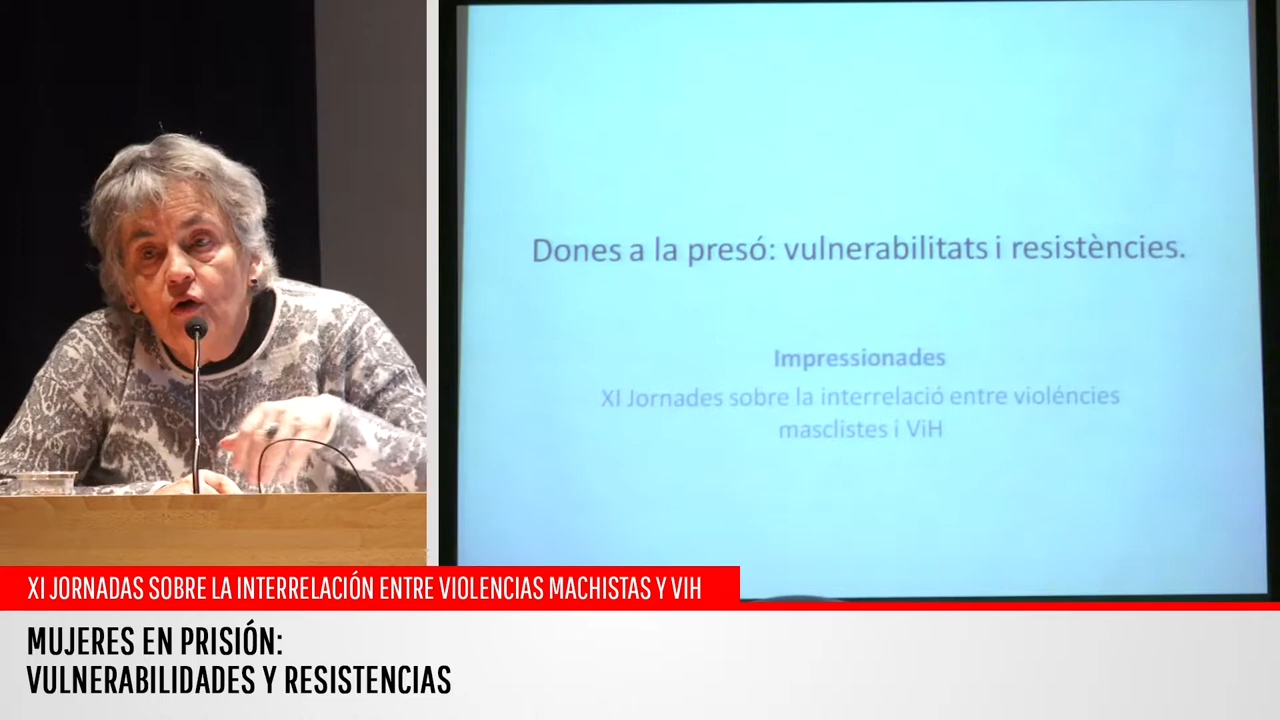 Dones a la presó: vulnerabilitats i resistències.
Impressionades
XI Jornades sobre la interrelació entre violéncies
masclistes i ViH
XI JORNADAS SOBRE LA INTERRELACIÓN ENTRE VIOLENCIAS MACHISTAS Y VIH
MUJERES EN PRISIÓN:
VULNERABILIDADES Y RESISTENCIAS